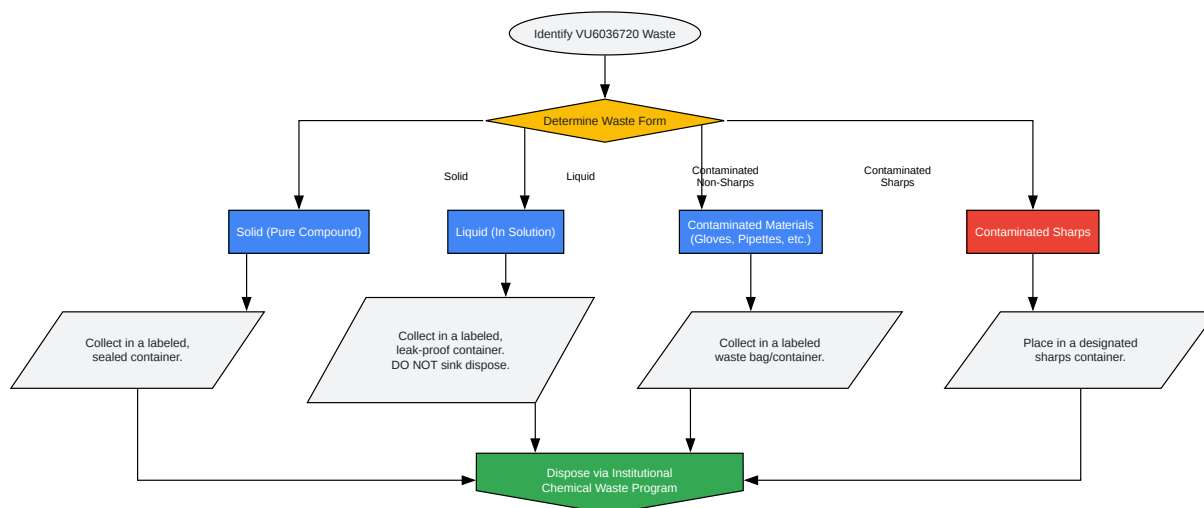 Identify VU6036720 Waste
Determine Waste Form
Solid
Liquid
Contaminated
Non-Sharps
Contaminated
Sharps
Solid (Pure Compound)
Liquid (In Solution)
Contaminated Materials
(Gloves, Pipettes, etc.)
Contaminated Sharps
Collect in a labeled,
sealed container.
Collect in a labeled,
leak-proof container.
DO NOT sink dispose.
Collect in a labeled
waste bag/container.
Place in a designated
sharps container.
Dispose via Institutional
Chemical Waste Program